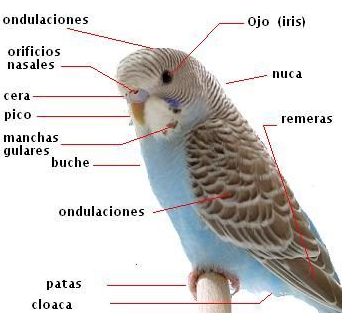 ondulaciones
Ojo (iris)
orificios
nasales
nuca
cera
pico
remeras
manchas
gulares
buche
ondulaciones
patas
cloaca